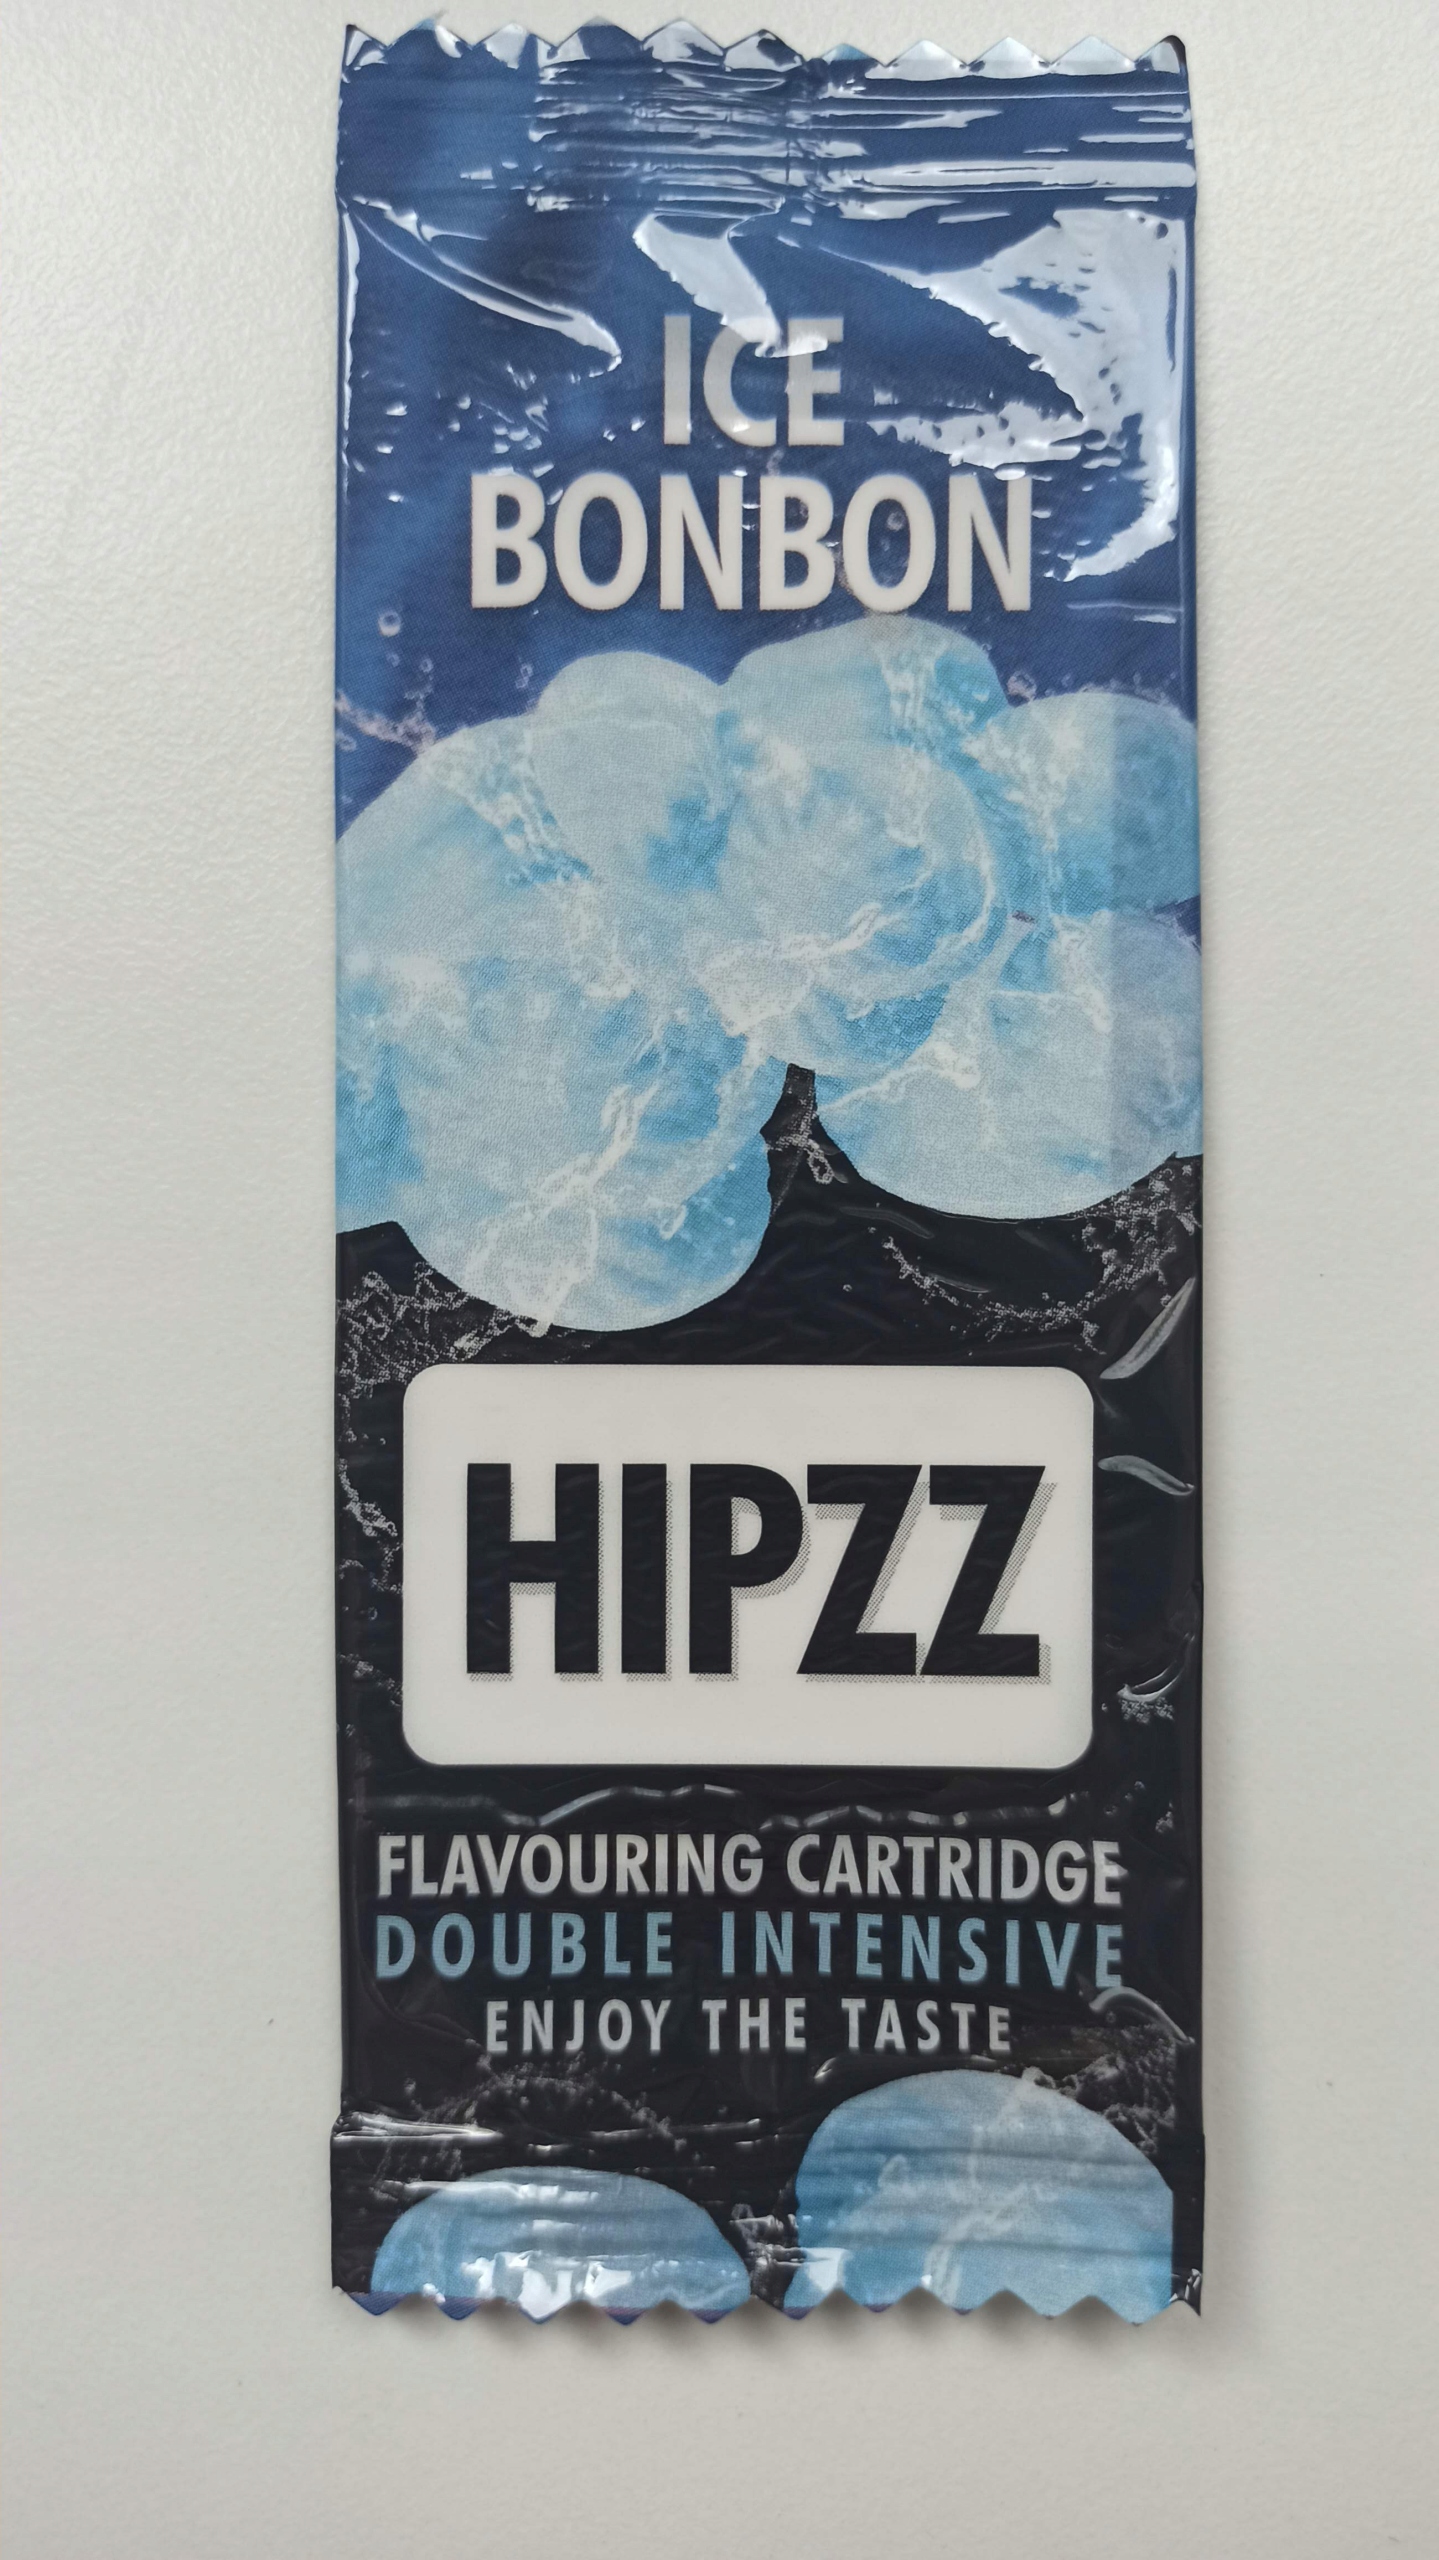 ICE
BONBON
HIPZZ
FLAVOURING CARTRIDGE
DOUBLE INTENSIVE
ENJOY THE TASTE